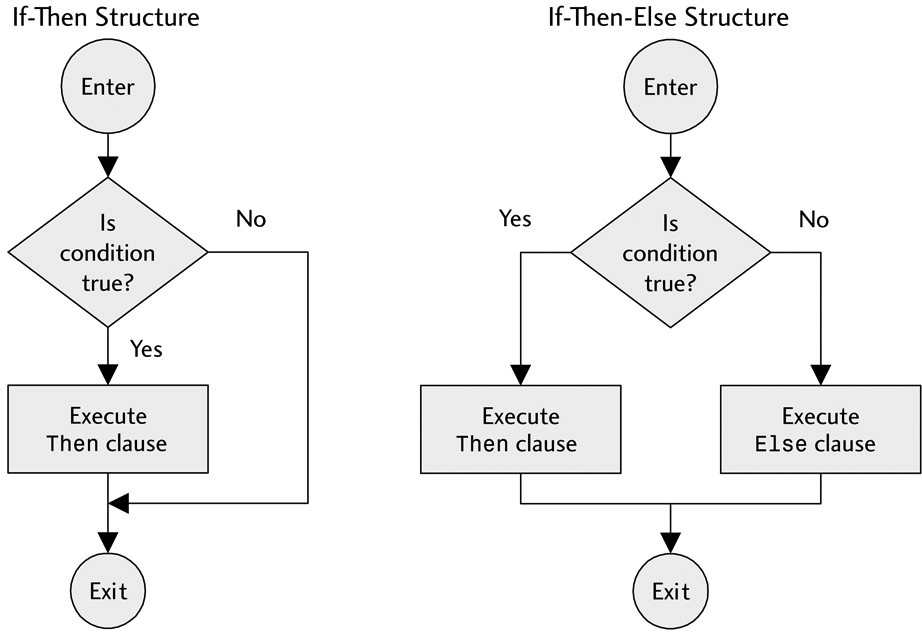 If-Then Structure
Enter
Is
condition
true?
No
Yes
Execute
Then clause
Exit
If-Then-Else Structure
Enter
Yes
Is
condition
true?
No
Execute
Then clause
Execute
Else clause
Exit